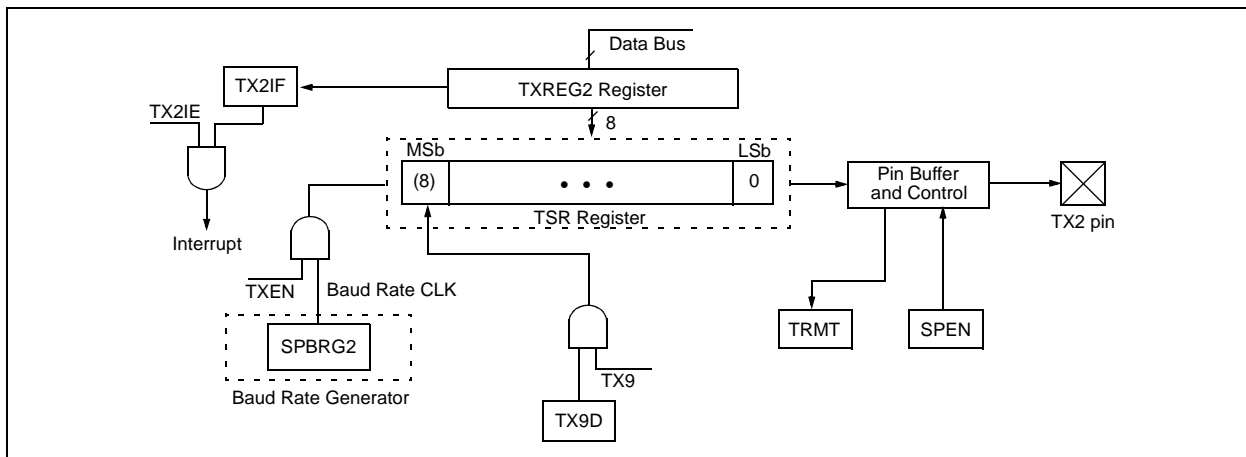 Data Bus
TX2IF
TXREG2 Register
TX2IE
8
MSb
LSb
(8)
• • •
0
Pin Buffer
and Control
TSR Register
TX2 pin
Interrupt
TXEN
Baud Rate CLK
TRMT
SPEN
SPBRG2
TX9
Baud Rate Generator
TX9D